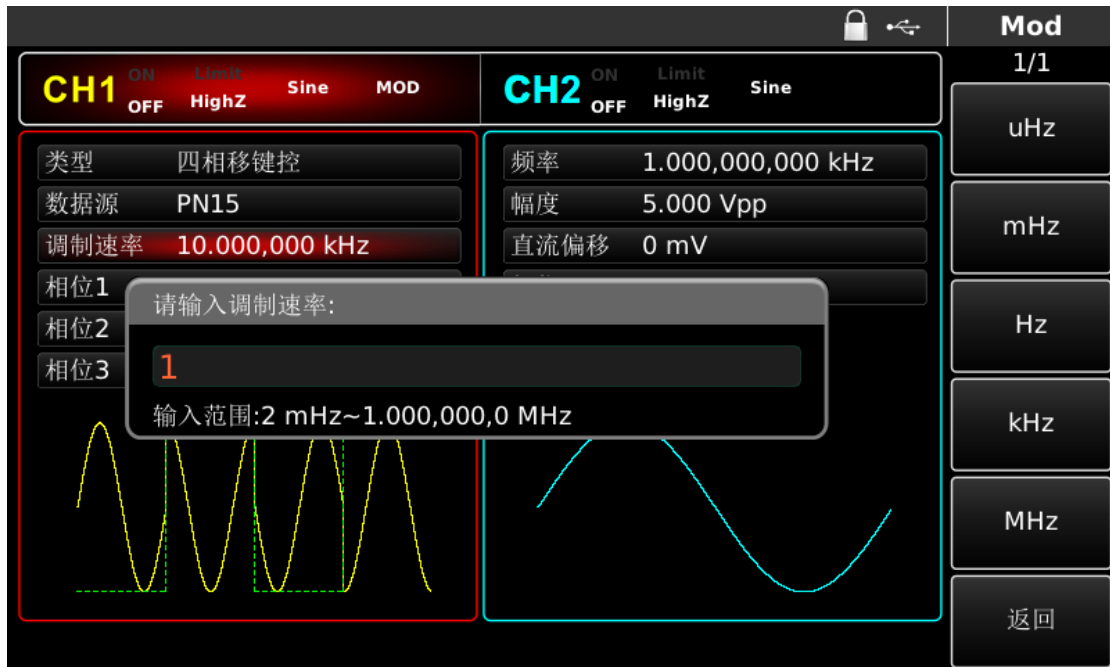 Mod
1/1
CH1 ON OFF Limit HighZ Sine MOD
CH2 ON OFF Limit HighZ Sine
类型 四相移键控
数据源 PN15
调制速率 10.000,000 kHz
相位1
相位2
相位3
频率 1.000,000,000 kHz
幅度 5.000 Vpp
直流偏移 0 mV
请输入调制速率:
1
输入范围:2 mHz~1.000,000,0 MHz
uHz
mHz
Hz
kHz
MHz
返回